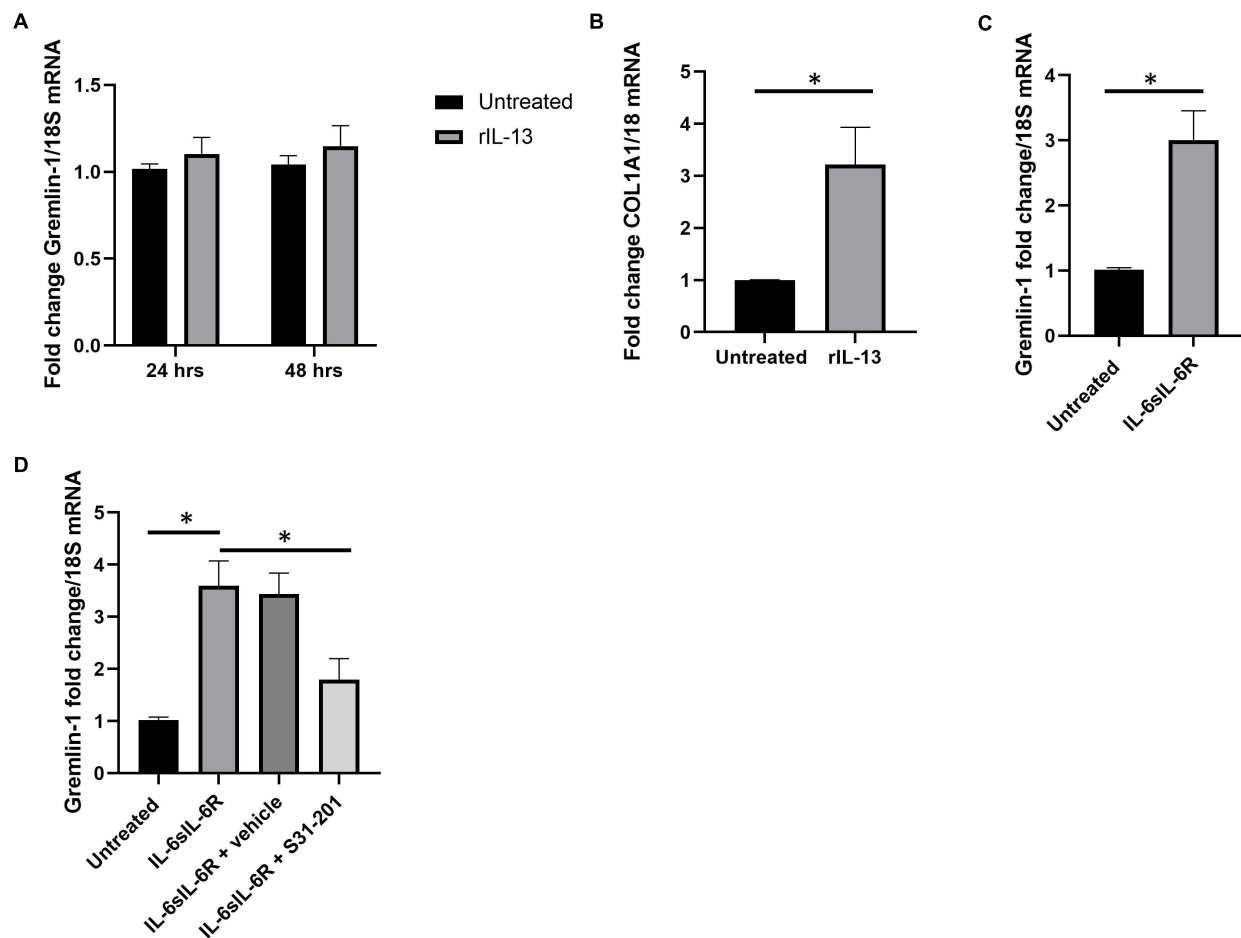 A
Fold change Gremlin-1/18S mRNA
1.5
1.0
0.5
0.0
24 hrs
48 hrs
Untreated
rIL-13
B
Fold change COL1A1/18 mRNA
5
4
3
2
1
0
*
Untreated
rIL-13
C
Gremlin-1 fold change/18S mRNA
4
3
2
1
0
*
Untreated
IL-6sIL-6R
D
Gremlin-1 fold change/18S mRNA
5
4
3
2
1
0
*
*
Untreated
IL-6sIL-6R
IL-6sIL-6R + vehicle
IL-6sIL-6R + S31-201